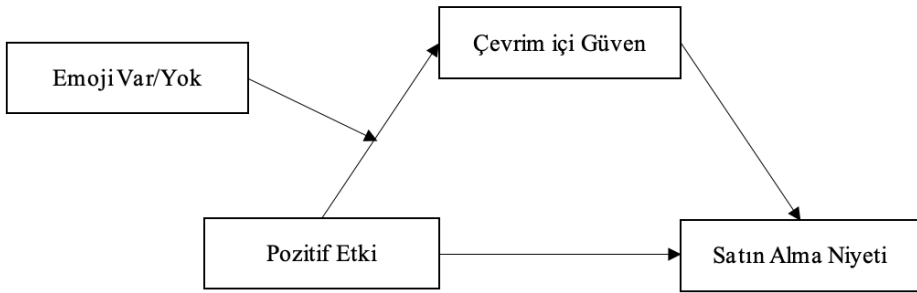 Çevrim içi Güven
Emoji Var/Yok
Pozitif Etki
Satın Alma Niyeti